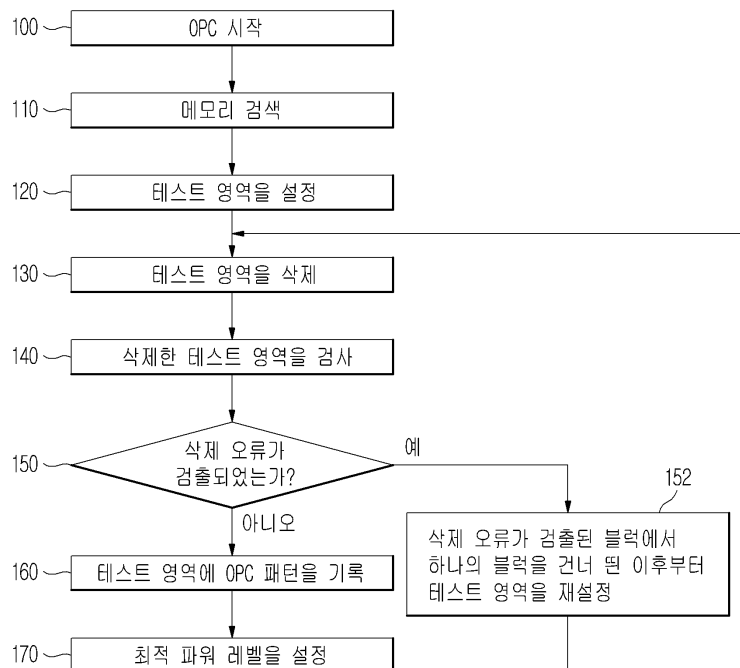 100
OPC 시작
110
메모리 검색
120
테스트 영역을 설정
130
테스트 영역을 삭제
140
삭제한 테스트 영역을 검사
150
삭제 오류가
검출되었는가?
예
아니오
152
삭제 오류가 검출된 블럭에서
하나의 블럭을 건너 띈 이후부터
테스트 영역을 재설정
160
테스트 영역에 OPC 패턴을 기록
170
최적 파워 레벨을 설정